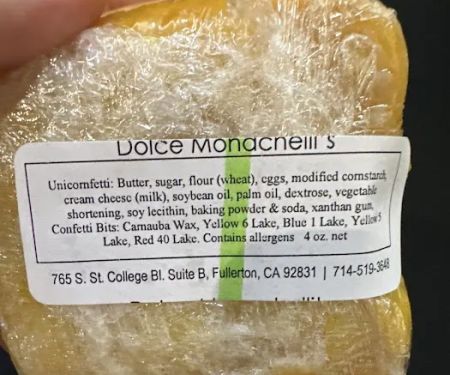 Dolce Monachelli's
Unicornfetti: Butter, sugar, flour (wheat), eggs, modified cornstarch,
cream cheese (milk), soybean oil, palm oil, dextrose, vegetable
shortening, soy lecithin, baking powder & soda, xanthan gum,
Confetti Bits: Carnauba Wax, Yellow 6 Lake, Blue 1 Lake, Yellow 5
Lake, Red 40 Lake. Contains allergens 4 oz. net
765 S. St. College Bl. Suite B, Fullerton, CA 92831 | 714-519-3648